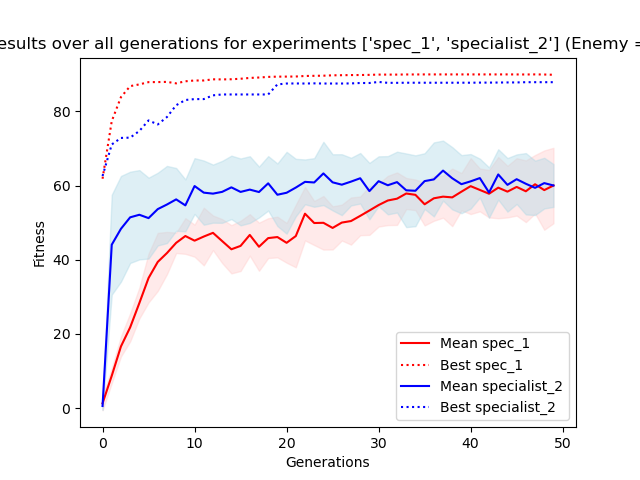 esults over all generations for experiments ['spec_1', 'specialist_2'] (Enemy =
Fitness
80
60
40
20
0
0 10 20 30 40 50
Generations
Mean spec_1
Best spec_1
Mean specialist_2
Best specialist_2